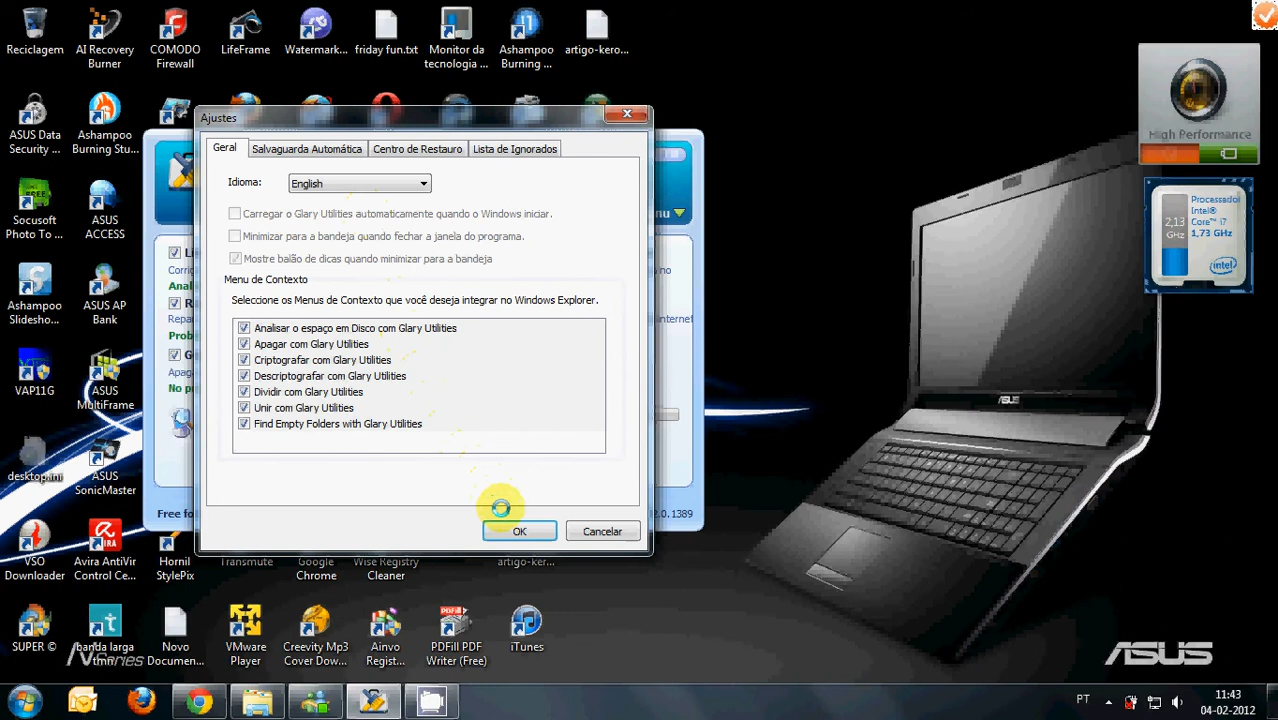 Reciclagem
AI Recovery
Burner
COMODO
Firewall
LifeFrame
Watermark...
friday fun.txt
Monitor da
tecnologia ...
Ashampoo
Burning ...
artigo-kero...
ASUS Data
Security ...
Ashampoo
Burning Stu...
Socusoft
Photo To ...
ASUS
ACCESS
Ashampoo
Slidesho...
ASUS AP
Bank
VAP11G
ASUS
MultiFrame
desktop.ini
ASUS
SonicMaster
VSO
Downloader
Avira AntiVir
Control Ce...
Hornil
StylePix
Transmute
Google
Chrome
Wise Registry
Cleaner
artigo-ker...
SUPER ©
banda larga
tmn
Novo
Documen...
VMware
Player
Creevity Mp3
Cover Dow...
Ainvo
Regist...
PDFill PDF
Writer (Free)
iTunes
N Series
Ajustes
Geral
Salvaguarda Automática
Centro de Restauro
Lista de Ignorados
Idioma:
English
Carregar o Glary Utilities automaticamente quando o Windows iniciar.
Minimizar para a bandeja quando fechar a janela do programa.
Mostre balão de dicas quando minimizar para a bandeja
Menu de Contexto
Seleccione os Menus de Contexto que você deseja integrar no Windows Explorer.
Analisar o espaço em Disco com Glary Utilities
Apagar com Glary Utilities
Criptografar com Glary Utilities
Descriptografar com Glary Utilities
Dividir com Glary Utilities
Unir com Glary Utilities
Find Empty Folders with Glary Utilities
OK
Cancelar
Free fo
2.0.1389
High Performance
2,13
GHz
Processador
Intel®
Core™ i7
1,73 GHz
intel
ASUS
ASUS
PT
11:43
04-02-2012